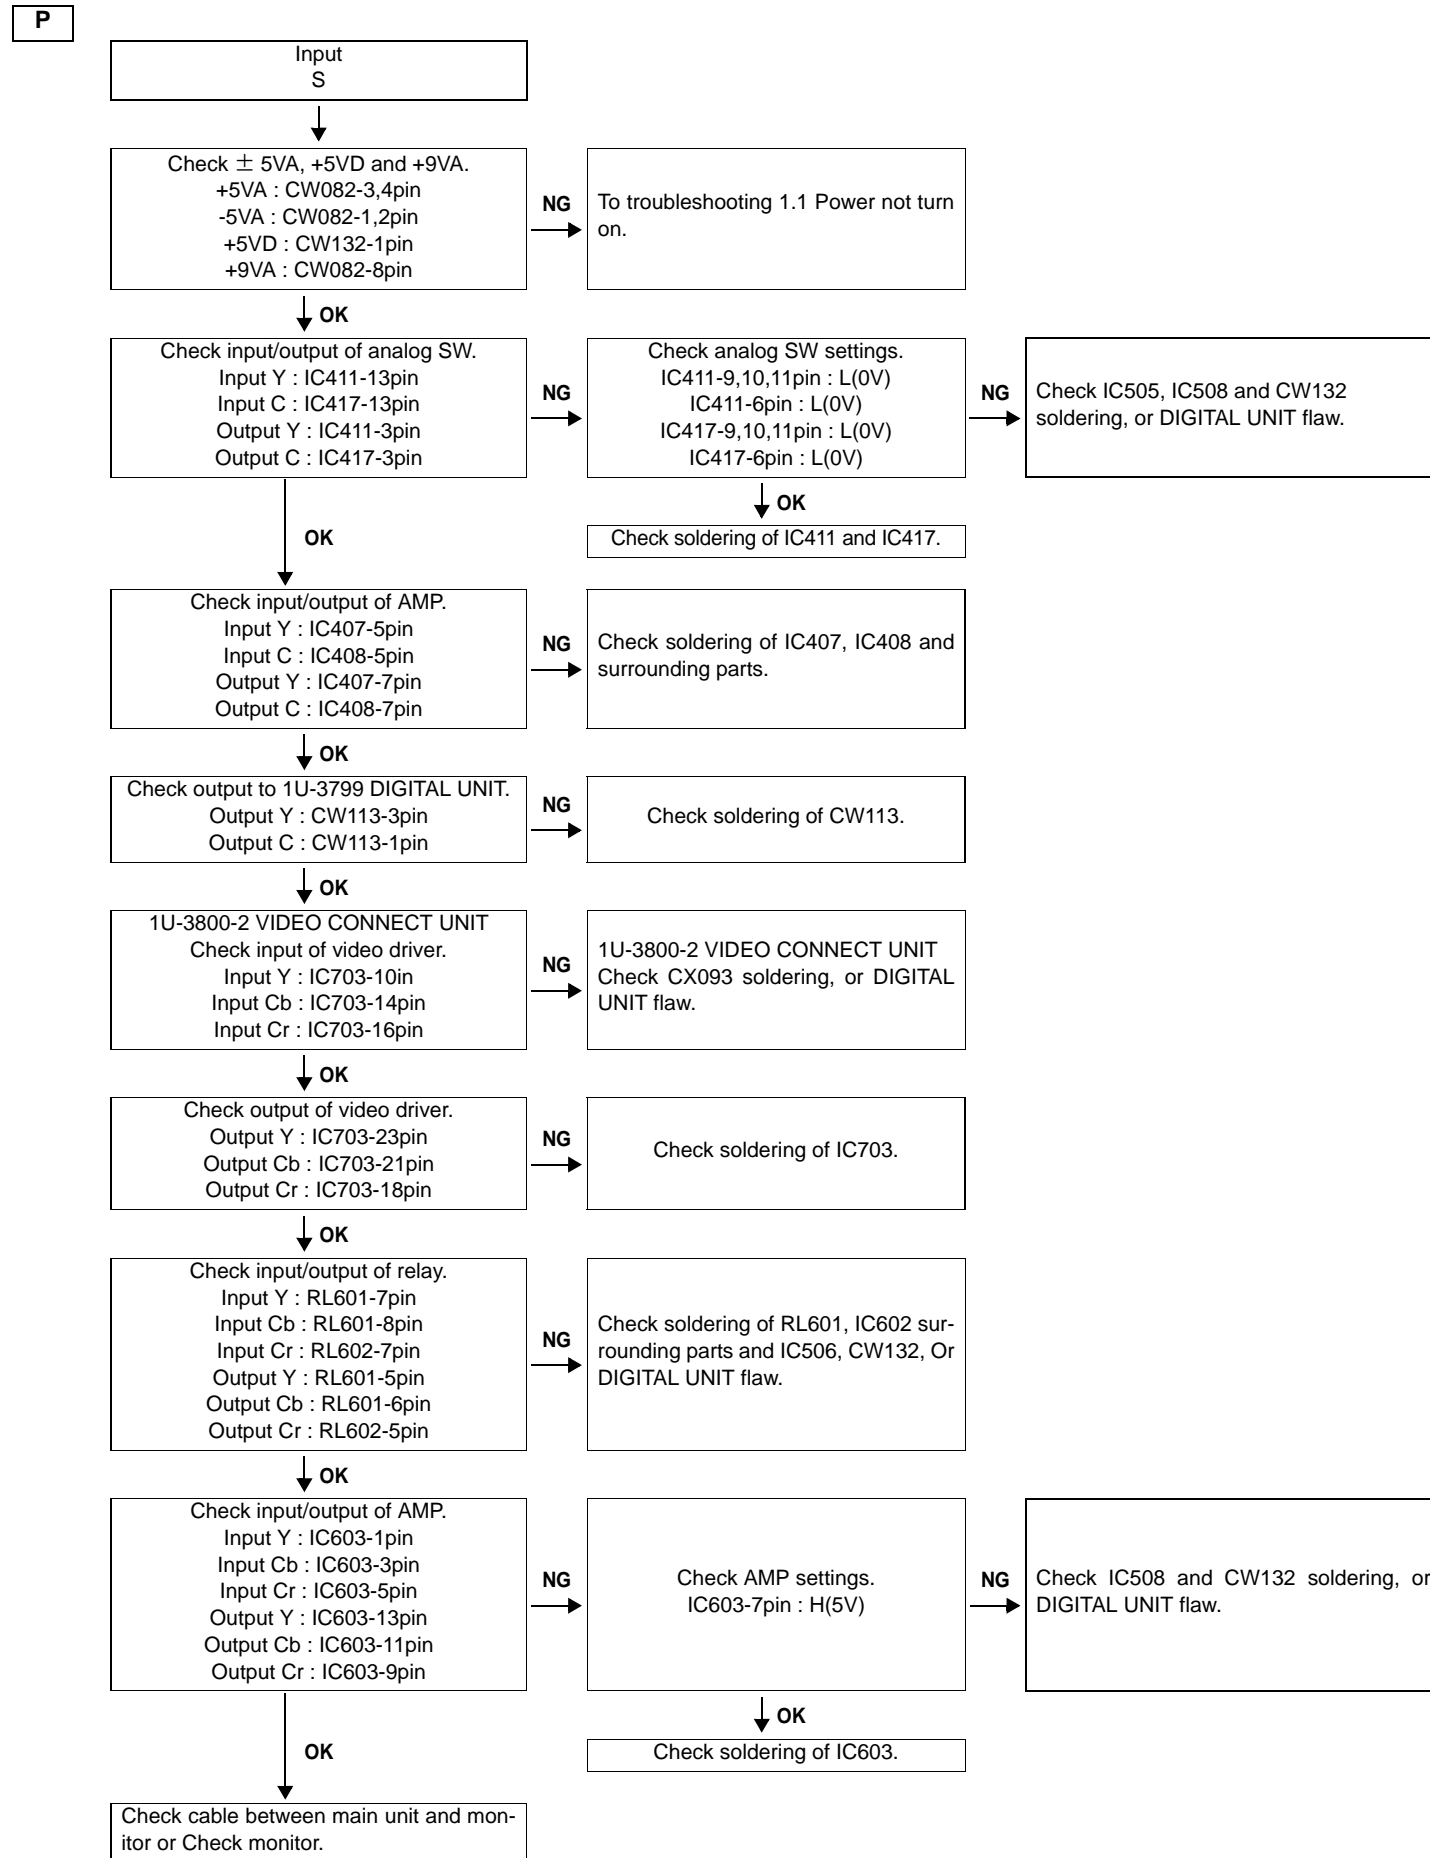 P
Input
S
Check ± 5VA, +5VD and +9VA.
+5VA : CW082-3,4pin
-5VA : CW082-1,2pin
+5VD : CW132-1pin
+9VA : CW082-8pin
NG
To troubleshooting 1.1 Power not turn
on.
OK
Check input/output of analog SW.
Input Y : IC411-13pin
Input C : IC417-13pin
Output Y : IC411-3pin
Output C : IC417-3pin
NG
Check analog SW settings.
IC411-9,10,11pin : L(0V)
IC411-6pin : L(0V)
IC417-9,10,11pin : L(0V)
IC417-6pin : L(0V)
NG
Check IC505, IC508 and CW132
soldering, or DIGITAL UNIT flaw.
OK
Check soldering of IC411 and IC417.
OK
Check input/output of AMP.
Input Y : IC407-5pin
Input C : IC408-5pin
Output Y : IC407-7pin
Output C : IC408-7pin
NG
Check soldering of IC407, IC408 and
surrounding parts.
OK
Check output to 1U-3799 DIGITAL UNIT.
Output Y : CW113-3pin
Output C : CW113-1pin
NG
Check soldering of CW113.
OK
1U-3800-2 VIDEO CONNECT UNIT
Check input of video driver.
Input Y : IC703-10in
Input Cb : IC703-14pin
Input Cr : IC703-16pin
NG
1U-3800-2 VIDEO CONNECT UNIT
Check CX093 soldering, or DIGITAL
UNIT flaw.
OK
Check output of video driver.
Output Y : IC703-23pin
Output Cb : IC703-21pin
Output Cr : IC703-18pin
NG
Check soldering of IC703.
OK
Check input/output of relay.
Input Y : RL601-7pin
Input Cb : RL601-8pin
Input Cr : RL602-7pin
Output Y : RL601-5pin
Output Cb : RL601-6pin
Output Cr : RL602-5pin
NG
Check soldering of RL601, IC602 sur-
rounding parts and IC506, CW132, Or
DIGITAL UNIT flaw.
OK
Check input/output of AMP.
Input Y : IC603-1pin
Input Cb : IC603-3pin
Input Cr : IC603-5pin
Output Y : IC603-13pin
Output Cb : IC603-11pin
Output Cr : IC603-9pin
NG
Check AMP settings.
IC603-7pin : H(5V)
NG
Check IC508 and CW132 soldering, or
DIGITAL UNIT flaw.
OK
Check soldering of IC603.
OK
Check cable between main unit and mon-
itor or Check monitor.